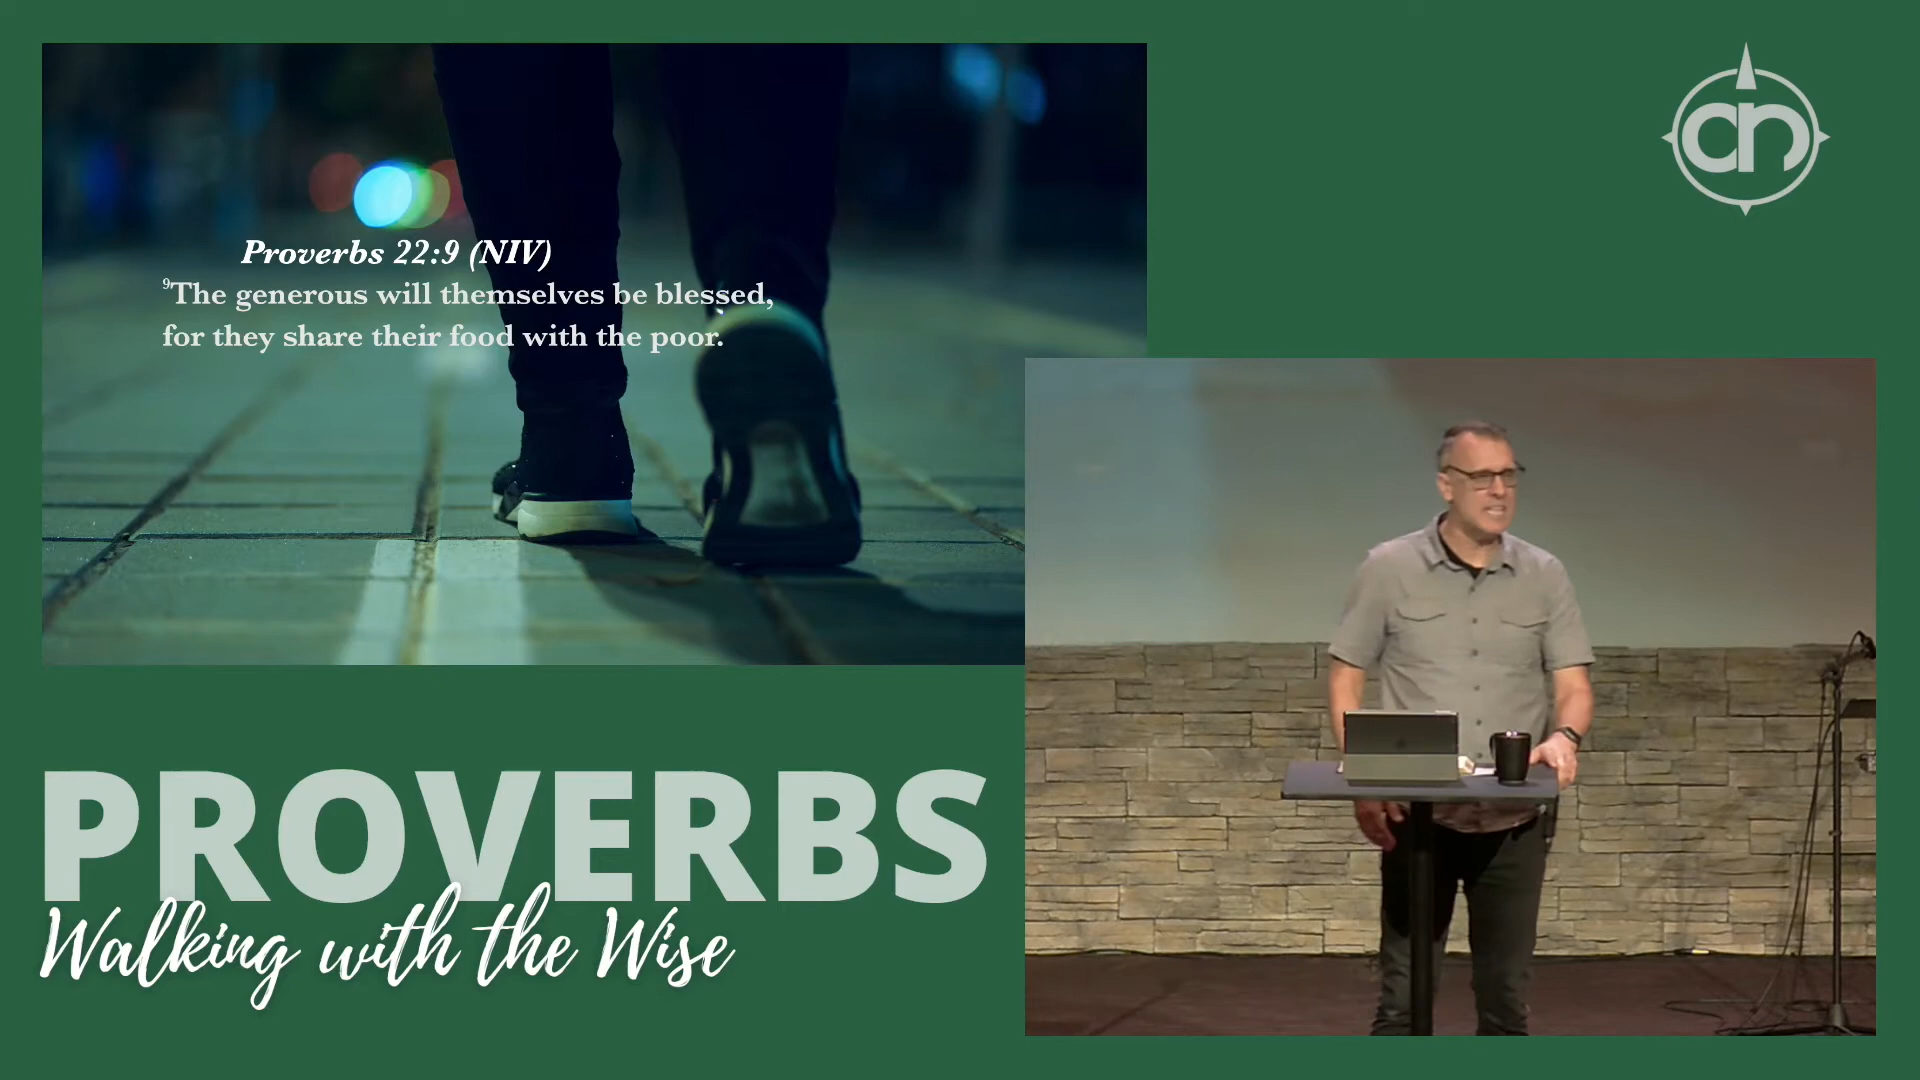 Proverbs 22:9 (NIV)
⁹The generous will themselves be blessed,
for they share their food with the poor.
cn
PROVERBS
Walking with the Wise